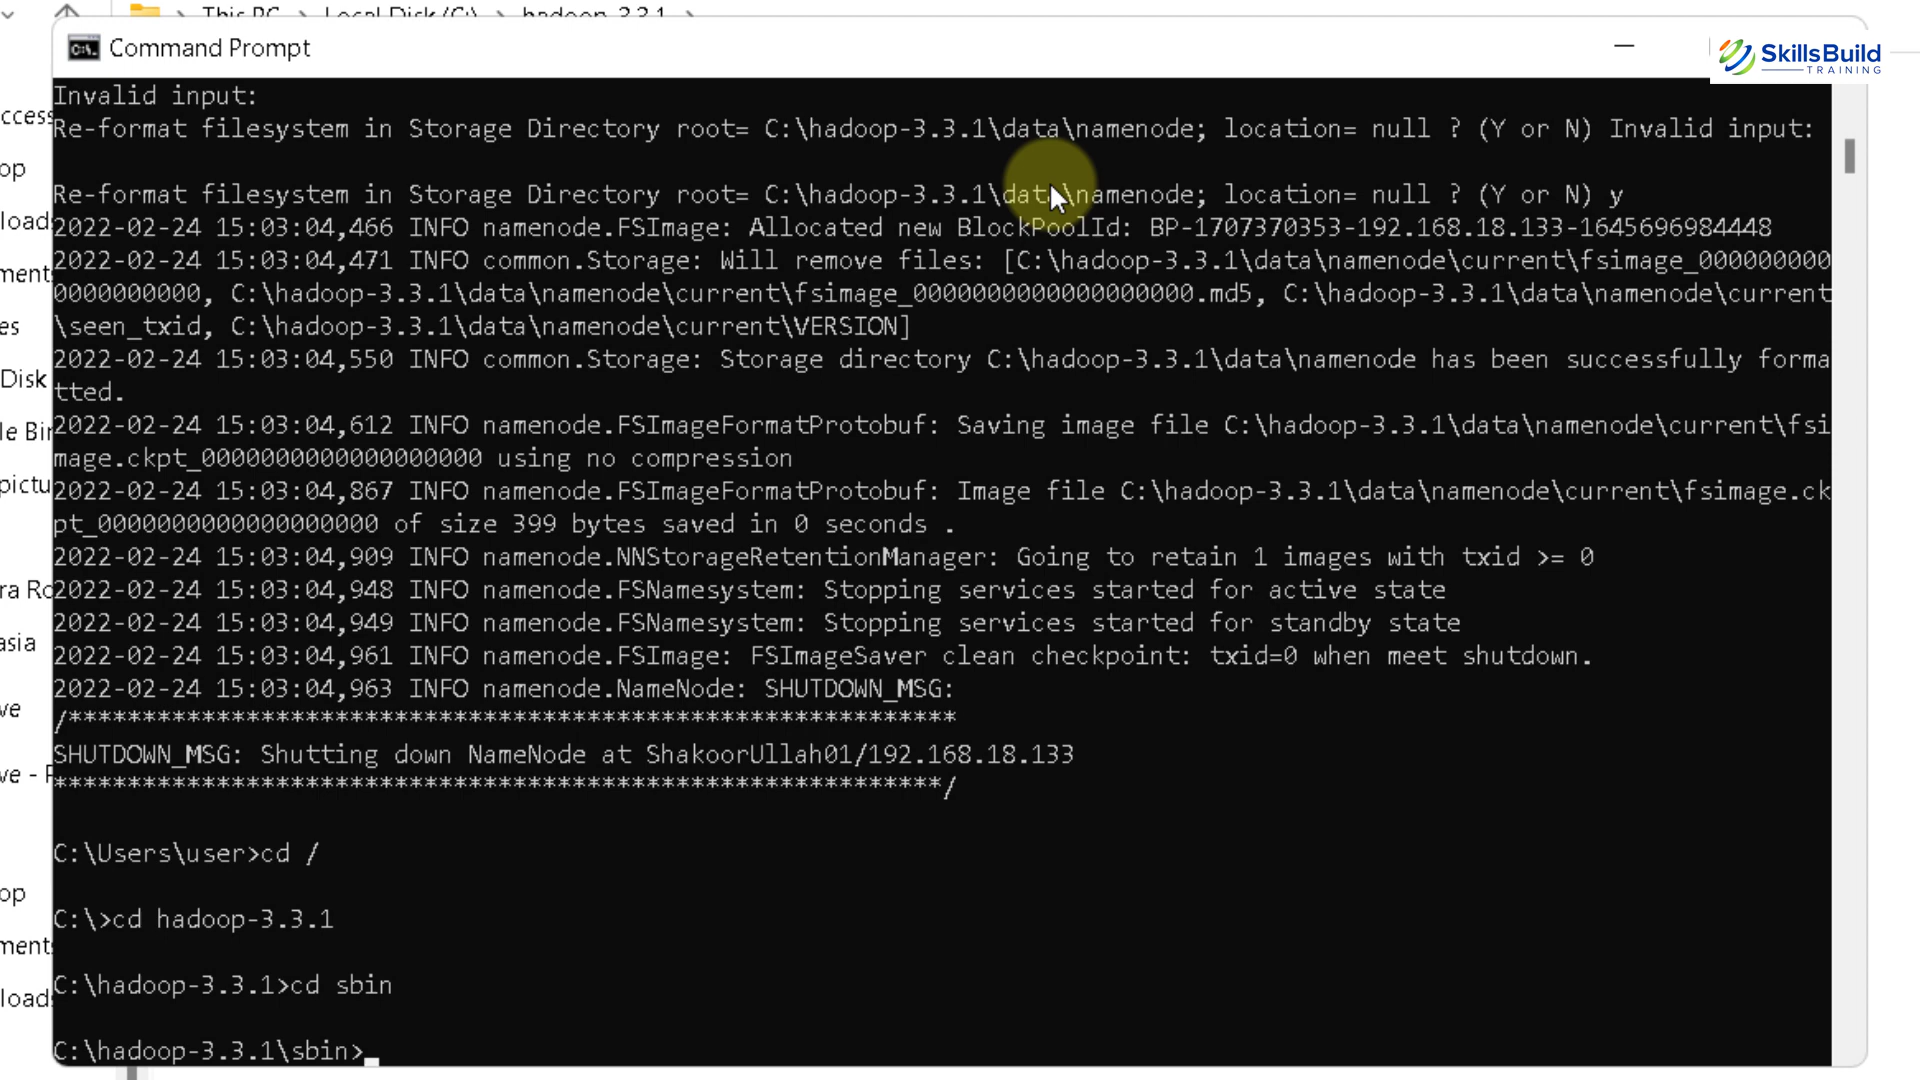 Command Prompt
SkillsBuild
TRAINING
Invalid input:
Re-format filesystem in Storage Directory root= C:\hadoop-3.3.1\data\namenode; location= null ? (Y or N) Invalid input:
Re-format filesystem in Storage Directory root= C:\hadoop-3.3.1\data\namenode; location= null ? (Y or N) y
2022-02-24 15:03:04,466 INFO namenode.FSImage: Allocated new BlockPoolId: BP-1707370353-192.168.18.133-1645696984448
2022-02-24 15:03:04,471 INFO common.Storage: Will remove files: [C:\hadoop-3.3.1\data\namenode\current\fsimage_000000000
0000000000, C:\hadoop-3.3.1\data\namenode\current\fsimage_0000000000000000000.md5, C:\hadoop-3.3.1\data\namenode\current
\seen_txid, C:\hadoop-3.3.1\data\namenode\current\VERSION]
2022-02-24 15:03:04,550 INFO common.Storage: Storage directory C:\hadoop-3.3.1\data\namenode has been successfully forma
tted.
2022-02-24 15:03:04,612 INFO namenode.FSImageFormatProtobuf: Saving image file C:\hadoop-3.3.1\data\namenode\current\fsi
mage.ckpt_0000000000000000000 using no compression
2022-02-24 15:03:04,867 INFO namenode.FSImageFormatProtobuf: Image file C:\hadoop-3.3.1\data\namenode\current\fsimage.ck
pt_0000000000000000000 of size 399 bytes saved in 0 seconds .
2022-02-24 15:03:04,909 INFO namenode.NNStorageRetentionManager: Going to retain 1 images with txid >= 0
2022-02-24 15:03:04,948 INFO namenode.FSNamesystem: Stopping services started for active state
2022-02-24 15:03:04,949 INFO namenode.FSNamesystem: Stopping services started for standby state
2022-02-24 15:03:04,961 INFO namenode.FSImage: FSImageSaver clean checkpoint: txid=0 when meet shutdown.
2022-02-24 15:03:04,963 INFO namenode.NameNode: SHUTDOWN_MSG:
/************************************************************
SHUTDOWN_MSG: Shutting down NameNode at ShakoorUllah01/192.168.18.133
************************************************************/
C:\Users\user>cd /
C:\>cd hadoop-3.3.1
C:\hadoop-3.3.1>cd sbin
C:\hadoop-3.3.1\sbin>